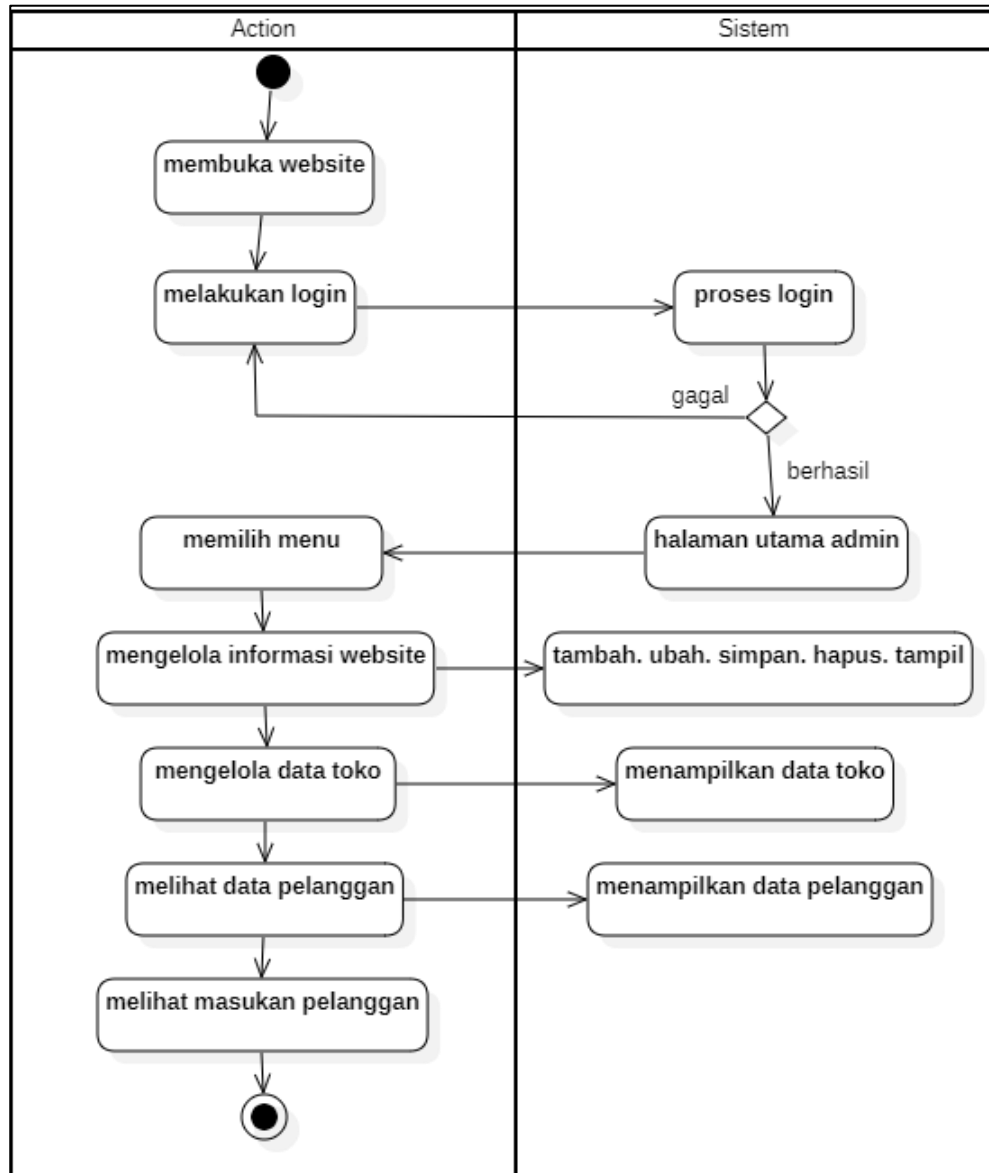 Action
Sistem
membuka website
melakukan login
proses login
gagal
berhasil
memilih menu
halaman utama admin
mengelola informasi website
tambah. ubah. simpan. hapus. tampil
mengelola data toko
menampilkan data toko
melihat data pelanggan
menampilkan data pelanggan
melihat masukan pelanggan